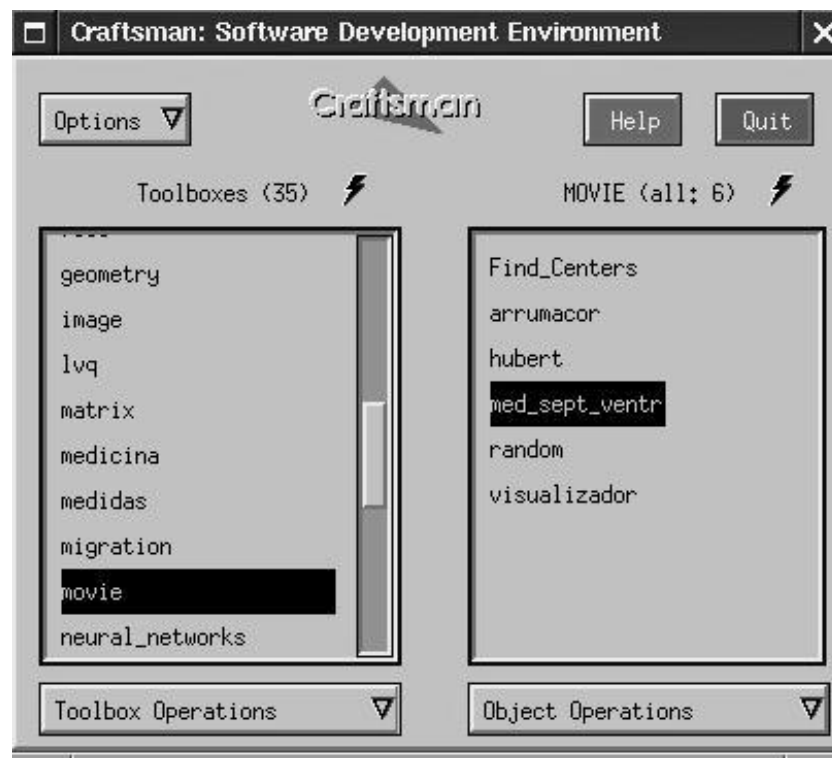 Craftsman: Software Development Environment
Options
Craftsman
Help
Quit
Toolboxes (35)
MOVIE (all: 6)
geometry
image
lvq
matrix
medicina
medidas
migration
movie
neural_networks
Find_Centers
arrumacor
hubert
med_sept_ventr
random
visualizador
Toolbox Operations
Object Operations